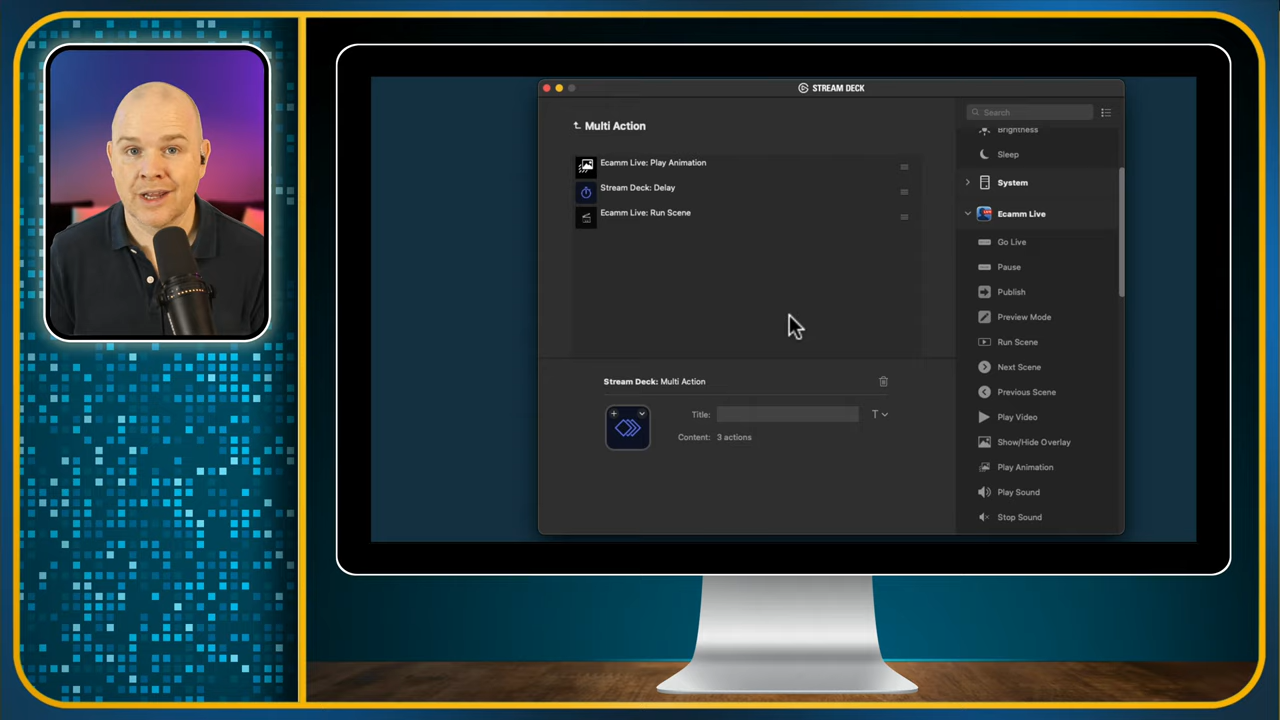 STREAM DECK
Multi Action
Ecamm Live: Play Animation
Stream Deck: Delay
Ecamm Live: Run Scene
Stream Deck: Multi Action
Title:
T
Content: 3 actions
Search
Brightness
Sleep
System
Ecamm Live
Go Live
Pause
Publish
Preview Mode
Run Scene
Next Scene
Previous Scene
Play Video
Show/Hide Overlay
Play Animation
Play Sound
Stop Sound